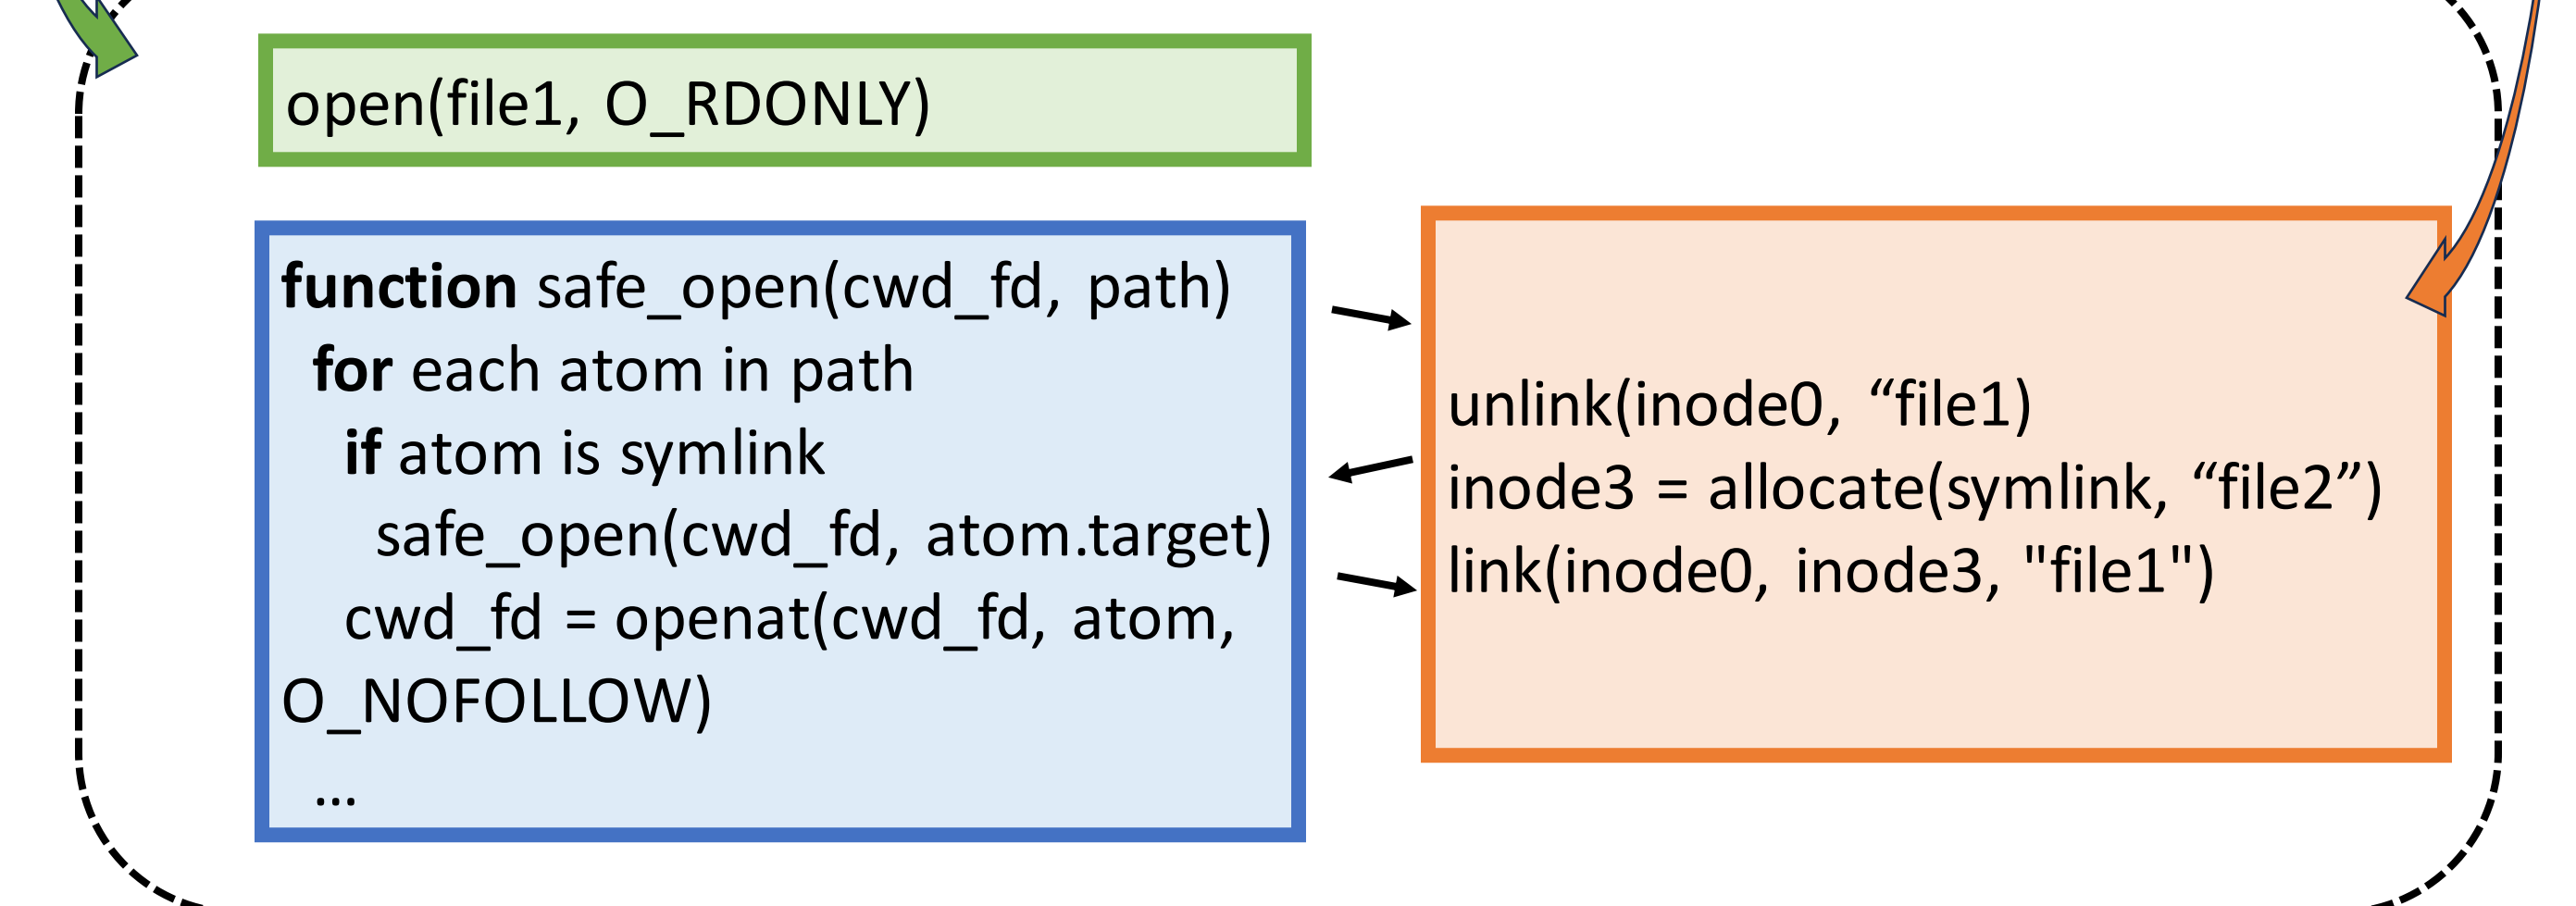 open(file1, O_RDONLY)
function safe_open(cwd_fd, path)
for each atom in path
if atom is symlink
safe_open(cwd_fd, atom.target)
cwd_fd = openat(cwd_fd, atom,
O_NOFOLLOW)
...
unlink(inode0, “file1)
inode3 = allocate(symlink, “file2”)
link(inode0, inode3, "file1")